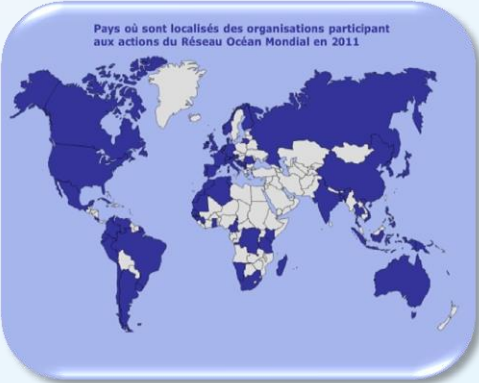 Pays où sont localisés des organisations participant
aux actions du Réseau Océan Mondial en 2011